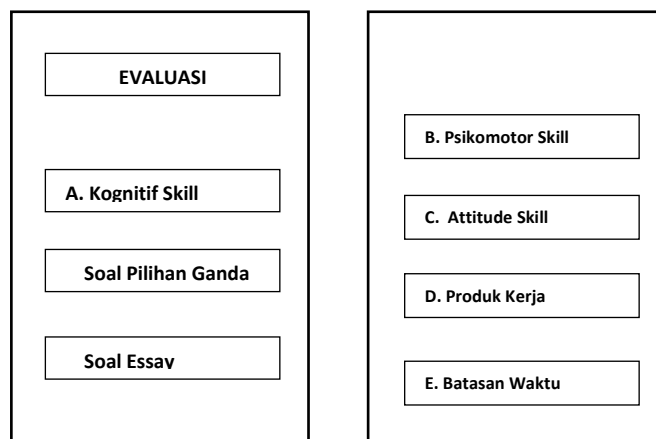 EVALUASI
A. Kognitif Skill
Soal Pilihan Ganda
Soal Essay
B. Psikomotor Skill
C. Attitude Skill
D. Produk Kerja
E. Batasan Waktu